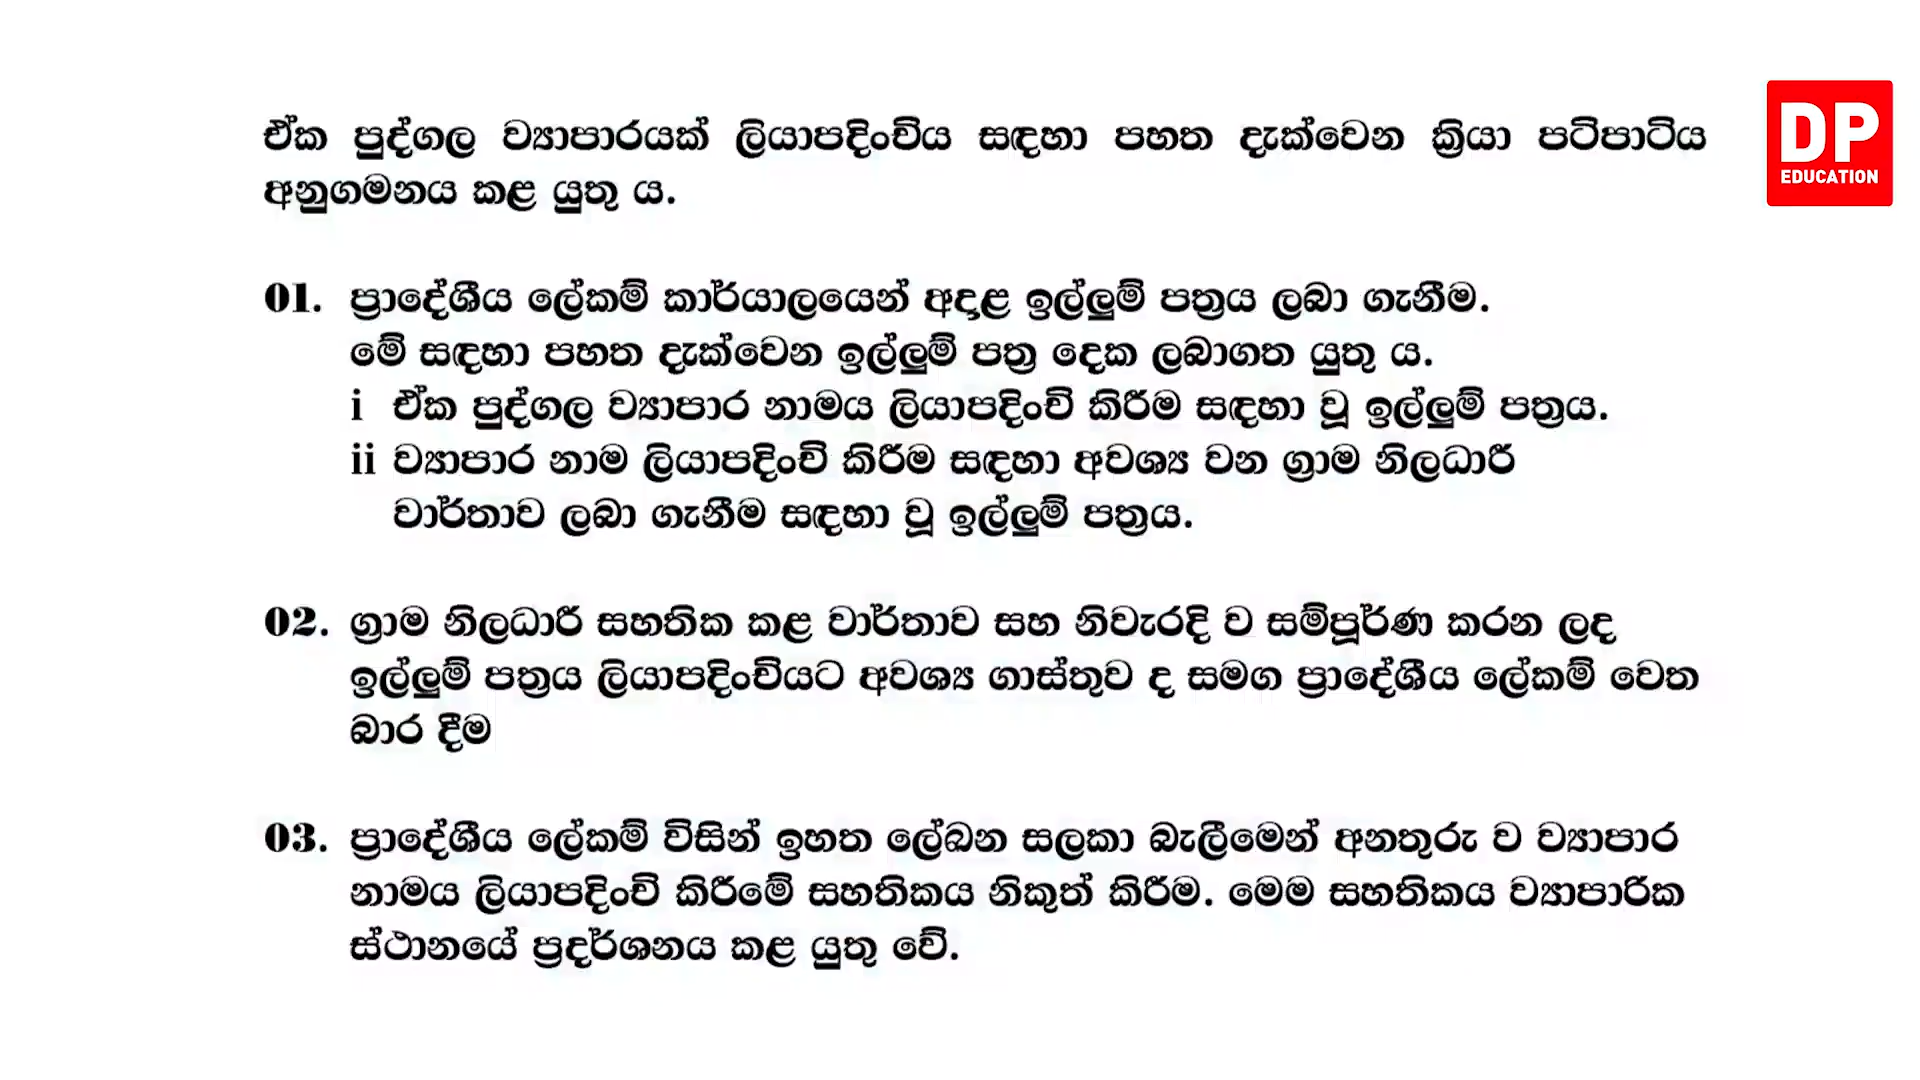 DP
EDUCATION
ඒක පුද්ගල ව්‍යාපාරයක් ලියාපදිංචිය සඳහා පහත දැක්වෙන ක්‍රියා පටිපාටිය
අනුගමනය කළ යුතු ය.
01. ප්‍රාදේශීය ලේකම් කාර්යාලයෙන් අදාළ ඉල්ලුම් පත්‍රය ලබා ගැනීම.
මේ සඳහා පහත දැක්වෙන ඉල්ලුම් පත්‍ර දෙක ලබාගත යුතු ය.
i ඒක පුද්ගල ව්‍යාපාර නාමය ලියාපදිංචි කිරීම සඳහා වූ ඉල්ලුම් පත්‍රය.
ii ව්‍යාපාර නාම ලියාපදිංචි කිරීම සඳහා අවශ්‍ය වන ග්‍රාම නිලධාරී
වාර්තාව ලබා ගැනීම සඳහා වූ ඉල්ලුම් පත්‍රය.
02. ග්‍රාම නිලධාරී සහතික කළ වාර්තාව සහ නිවැරදි ව සම්පූර්ණ කරන ලද
ඉල්ලුම් පත්‍රය ලියාපදිංචියට අවශ්‍ය ගාස්තුව ද සමග ප්‍රාදේශීය ලේකම් වෙත
බාර දීම
03. ප්‍රාදේශීය ලේකම් විසින් ඉහත ලේඛන සලකා බැලීමෙන් අනතුරු ව ව්‍යාපාර
නාමය ලියාපදිංචි කිරීමේ සහතිකය නිකුත් කිරීම. මෙම සහතිකය ව්‍යාපාරික
ස්ථානයේ ප්‍රදර්ශනය කළ යුතු වේ.